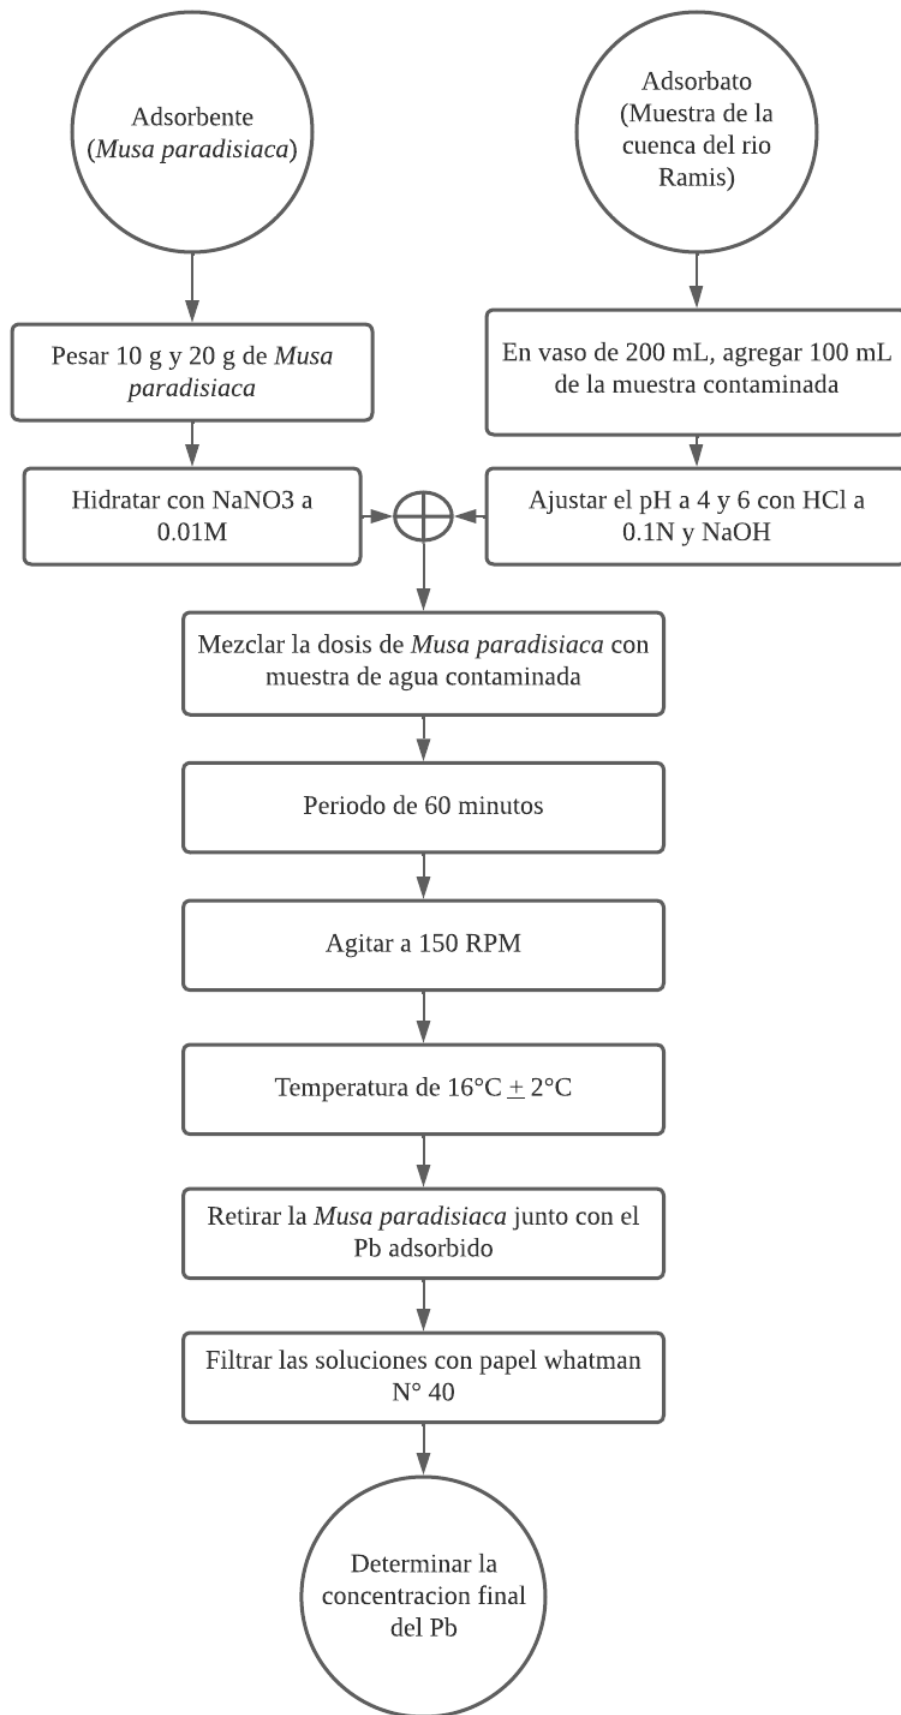 Adsorbente
(Musa paradisiaca)
Adsorbato
(Muestra de la
cuenca del rio
Ramis)
Pesar 10 g y 20 g de Musa
paradisiaca
En vaso de 200 mL, agregar 100 mL
de la muestra contaminada
Hidratar con NaNO3 a
0.01M
Ajustar el pH a 4 y 6 con HCl a
0.1N y NaOH
Mezclar la dosis de Musa paradisiaca con
muestra de agua contaminada
Periodo de 60 minutos
Agitar a 150 RPM
Temperatura de 16°C ± 2°C
Retirar la Musa paradisiaca junto con el
Pb adsorbido
Filtrar las soluciones con papel whatman
N° 40
Determinar la
concentracion final
del Pb